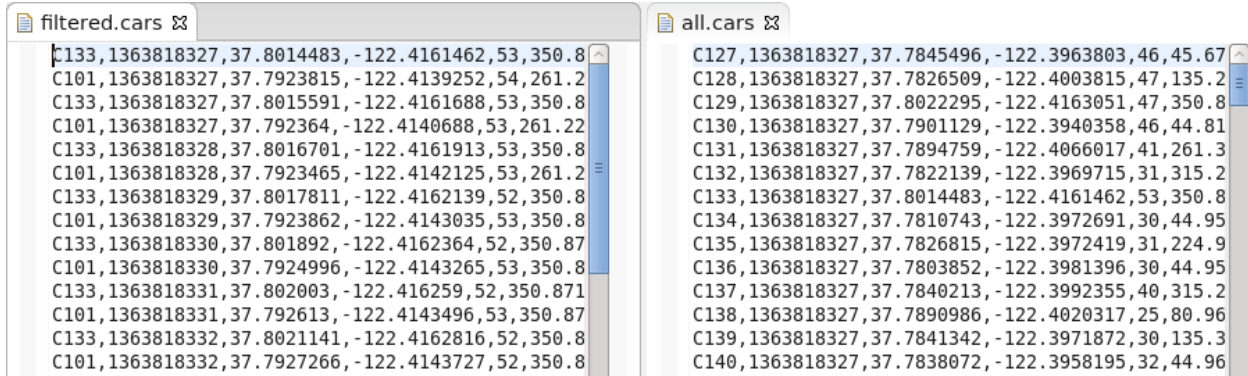 filtered.cars
C133,1363818327,37.8014483,-122.4161462,53,350.8
C101,1363818327,37.7923815,-122.4139252,54,261.2
C133,1363818327,37.8015591,-122.4161688,53,350.8
C101,1363818327,37.792364,-122.4140688,53,261.22
C133,1363818328,37.8016701,-122.4161913,53,350.8
C101,1363818328,37.7923465,-122.4142125,53,261.2
C133,1363818329,37.8017811,-122.4162139,52,350.8
C101,1363818329,37.7923862,-122.4143035,53,350.8
C133,1363818330,37.801892,-122.4162364,52,350.87
C101,1363818330,37.7924996,-122.4143265,53,350.8
C133,1363818331,37.802003,-122.416259,52,350.871
C101,1363818331,37.792613,-122.4143496,53,350.87
C133,1363818332,37.8021141,-122.4162816,52,350.8
C101,1363818332,37.7927266,-122.4143727,52,350.8
all.cars
C127,1363818327,37.7845496,-122.3963803,46,45.67
C128,1363818327,37.7826509,-122.4003815,47,135.2
C129,1363818327,37.8022295,-122.4163051,47,350.8
C130,1363818327,37.7901129,-122.3940358,46,44.81
C131,1363818327,37.7894759,-122.4066017,41,261.3
C132,1363818327,37.7822139,-122.3969715,31,315.2
C133,1363818327,37.8014483,-122.4161462,53,350.8
C134,1363818327,37.7810743,-122.3972691,30,44.95
C135,1363818327,37.7826815,-122.3972419,31,224.9
C136,1363818327,37.7803852,-122.3981396,30,44.95
C137,1363818327,37.7840213,-122.3992355,40,315.2
C138,1363818327,37.7890986,-122.4020317,25,80.96
C139,1363818327,37.7841342,-122.3971872,30,135.3
C140,1363818327,37.7838072,-122.3958195,32,44.96